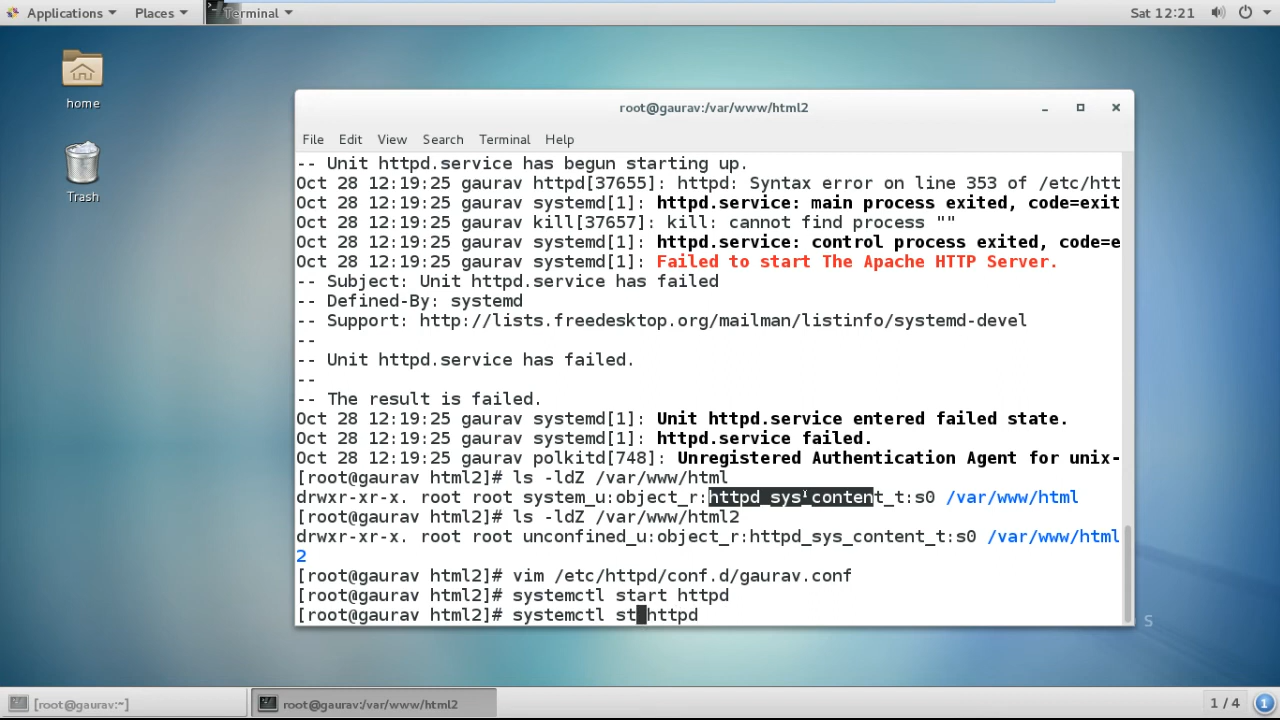 Applications Places Terminal Sat 12:21
home
Trash
root@gaurav:/var/www/html2
File Edit View Search Terminal Help
-- Unit httpd.service has begun starting up.
Oct 28 12:19:25 gaurav httpd[37655]: httpd: Syntax error on line 353 of /etc/htt
Oct 28 12:19:25 gaurav systemd[1]: httpd.service: main process exited, code=exit
Oct 28 12:19:25 gaurav kill[37657]: kill: cannot find process ""
Oct 28 12:19:25 gaurav systemd[1]: httpd.service: control process exited, code=e
Oct 28 12:19:25 gaurav systemd[1]: Failed to start The Apache HTTP Server.
-- Subject: Unit httpd.service has failed
-- Defined-By: systemd
-- Support: http://lists.freedesktop.org/mailman/listinfo/systemd-devel
--
-- Unit httpd.service has failed.
--
-- The result is failed.
Oct 28 12:19:25 gaurav systemd[1]: Unit httpd.service entered failed state.
Oct 28 12:19:25 gaurav systemd[1]: httpd.service failed.
Oct 28 12:19:25 gaurav polkitd[748]: Unregistered Authentication Agent for unix-
[root@gaurav html2]# ls -ldZ /var/www/html
drwxr-xr-x. root root system_u:object_r:httpd_sys_content_t:s0 /var/www/html
[root@gaurav html2]# ls -ldZ /var/www/html2
drwxr-xr-x. root root unconfined_u:object_r:httpd_sys_content_t:s0 /var/www/html
2
[root@gaurav html2]# vim /etc/httpd/conf.d/gaurav.conf
[root@gaurav html2]# systemctl start httpd
[root@gaurav html2]# systemctl st httpd
S
[root@gaurav:~] root@gaurav:/var/www/html2 1 / 4 1